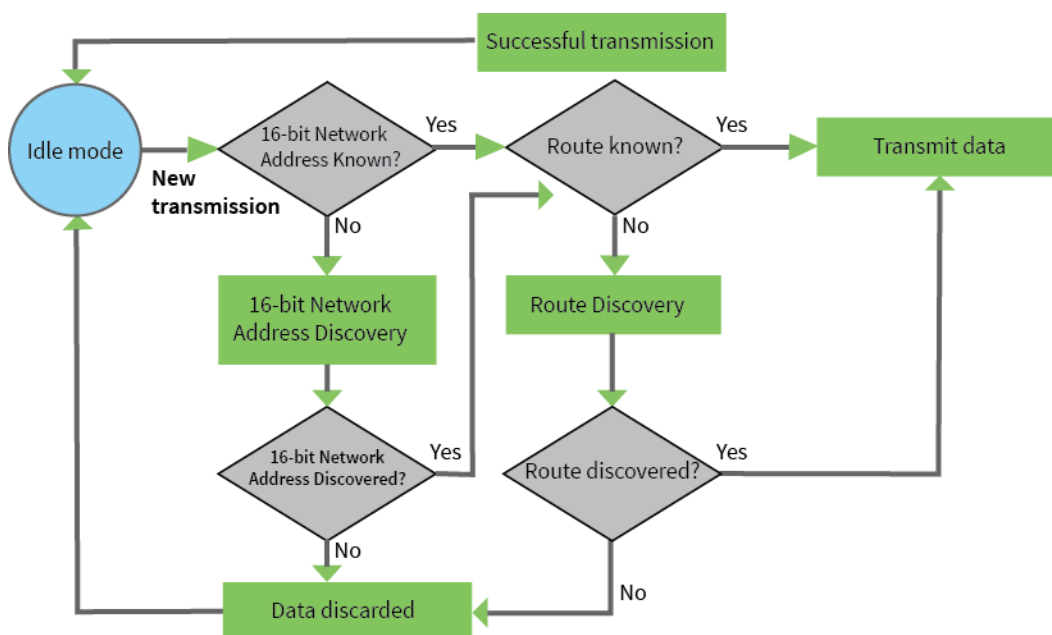 Successful transmission
Idle mode
New
transmission
16-bit Network
Address Known?
Yes
Route known?
Yes
Transmit data
No
No
16-bit Network
Address Discovery
Route Discovery
16-bit Network
Address Discovered?
Yes
Route discovered?
Yes
No
No
Data discarded